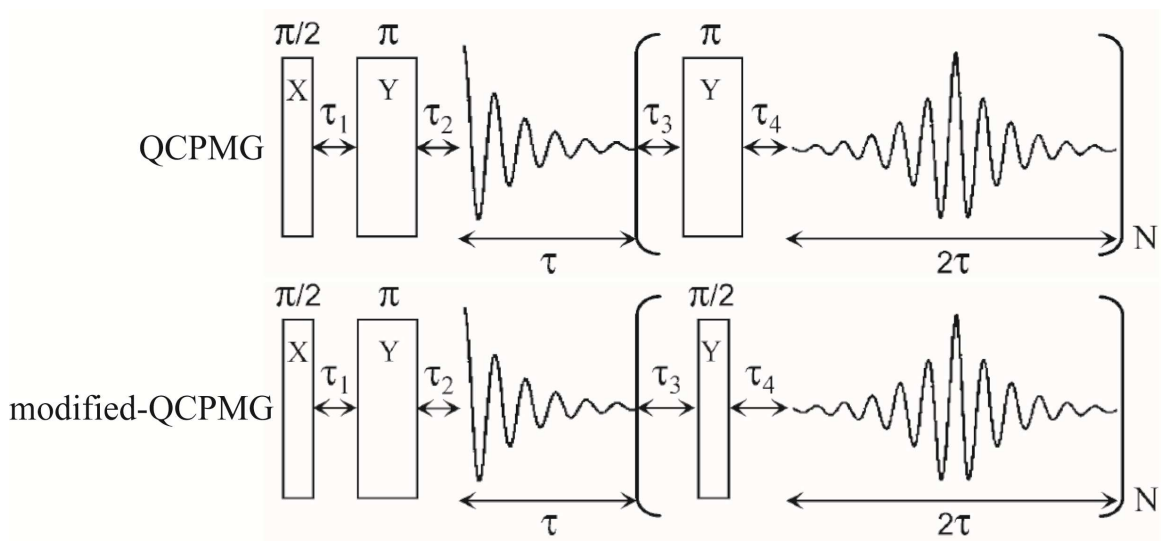 π/2 π π
X τ₁ Y τ₂ τ₃ Y τ₄
QCPMG
τ 2τ N
π/2 π π/2
X τ₁ Y τ₂ τ₃ Y τ₄
modified-QCPMG
τ 2τ N